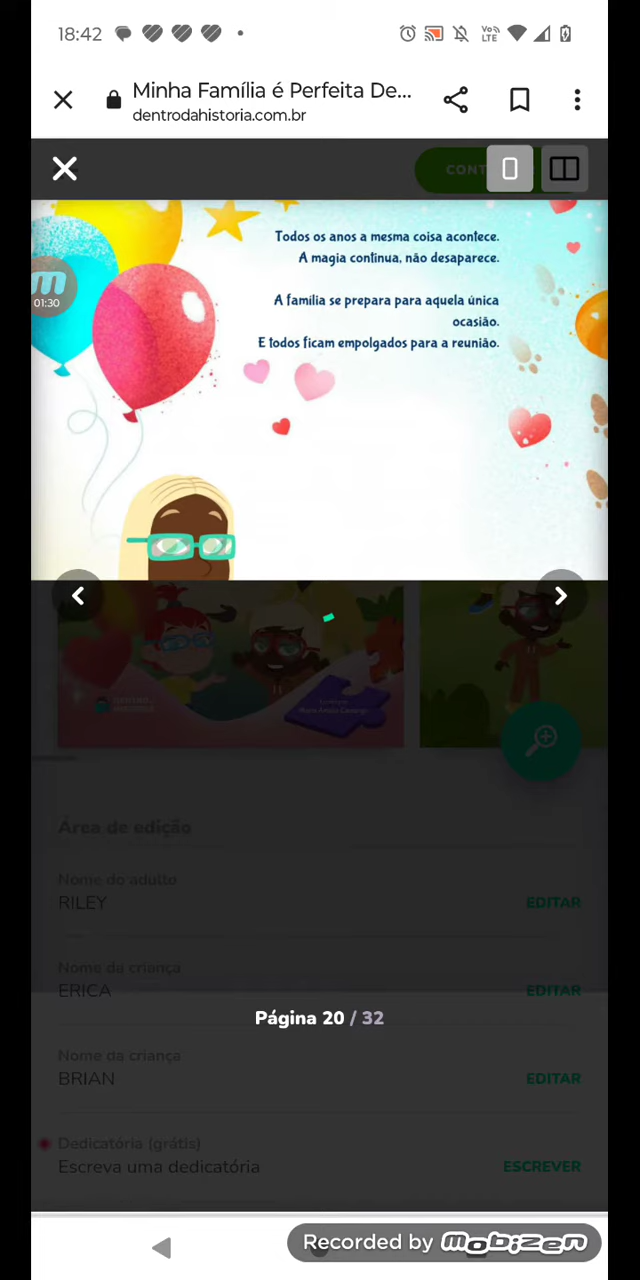 18:42
Vo))
LTE
Minha Família é Perfeita De...
dentrodahistoria.com.br
CONT
01:30
Todos os anos a mesma coisa acontece.
A magia continua, não desaparece.
A família se prepara para aquela única
ocasião.
E todos ficam empolgados para a reunião.
Área de edição
Nome do adulto
RILEY
EDITAR
Nome da criança
ERICA
EDITAR
Página 20 / 32
Nome da criança
BRIAN
EDITAR
Dedicatória (grátis)
Escreva uma dedicatória
ESCREVER
Recorded by mobizen